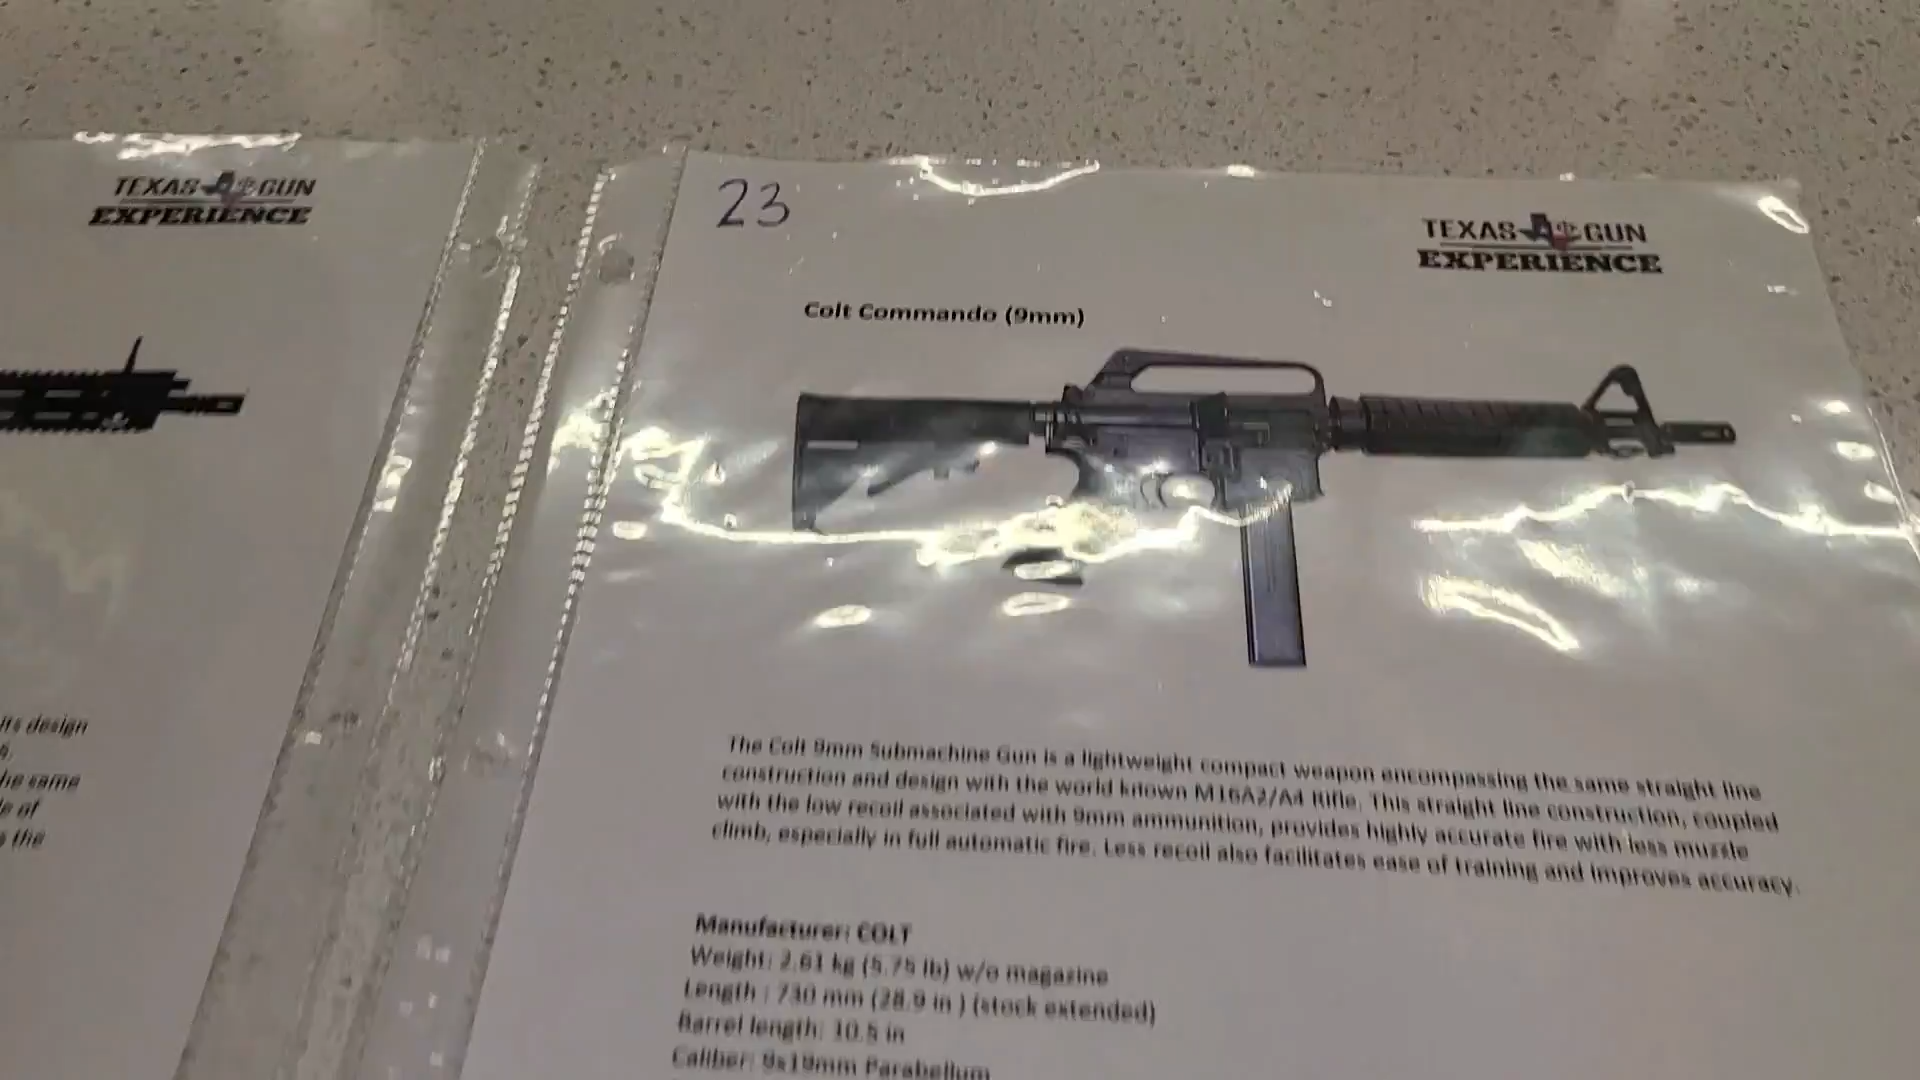 TEXAS GUN
EXPERIENCE
its design
he same
le of
s the
23
TEXAS GUN
EXPERIENCE
Colt Commando (9mm)
The Colt 9mm Submachine Gun is a lightweight compact weapon encompassing the same straight line
construction and design with the world known M16A2/A4 Rifle. This straight line construction, coupled
with the low recoil associated with 9mm ammunition, provides highly accurate fire with less muzzle
climb, especially in full automatic fire. Less recoil also facilitates ease of training and improves accuracy.
Manufacturer: COLT
Weight: 2.61 kg (5.75 lb) w/o magazine
Length : 730 mm (28.9 in ) (stock extended)
Barrel length: 10.5 in
Caliber: 9x19mm Parabellum